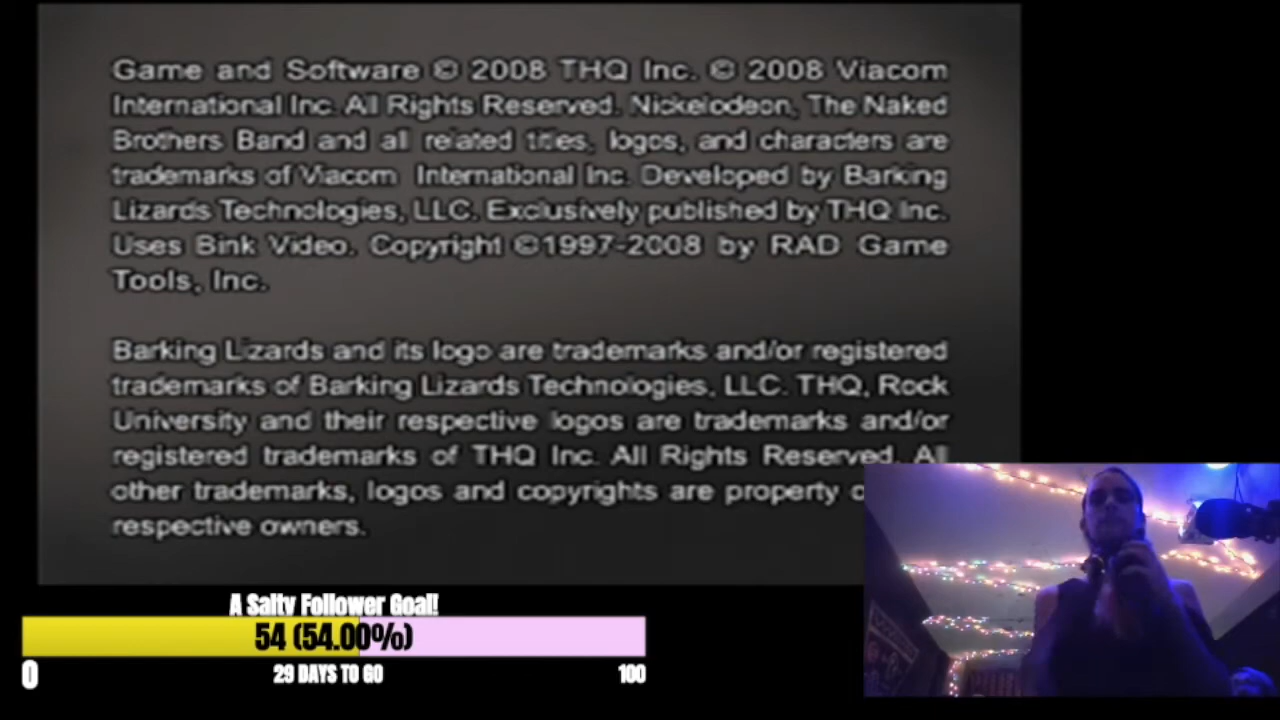 Game and Software © 2008 THQ Inc. © 2008 Viacom
International Inc. All Rights Reserved. Nickelodeon, The Naked
Brothers Band and all related titles, logos, and characters are
trademarks of Viacom International Inc. Developed by Barking
Lizards Technologies, LLC. Exclusively published by THQ Inc.
Uses Bink Video. Copyright ©1997-2008 by RAD Game
Tools, Inc.
Barking Lizards and its logo are trademarks and/or registered
trademarks of Barking Lizards Technologies, LLC. THQ, Rock
University and their respective logos are trademarks and/or
registered trademarks of THQ Inc. All Rights Reserved. All
other trademarks, logos and copyrights are property
respective owners.
A Salty Follower Goal!
54 (54.00%)
0 29 DAYS TO GO 100